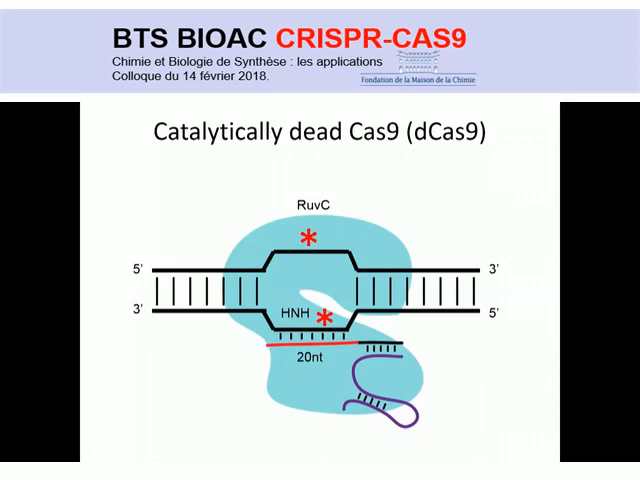 BTS BIOAC CRISPR-CAS9
Chimie et Biologie de Synthèse : les applications
Colloque du 14 février 2018.
Fondation de la Maison de la Chimie
Catalytically dead Cas9 (dCas9)
RuvC
*
5’
3’
3’
HNH *
5’
20nt